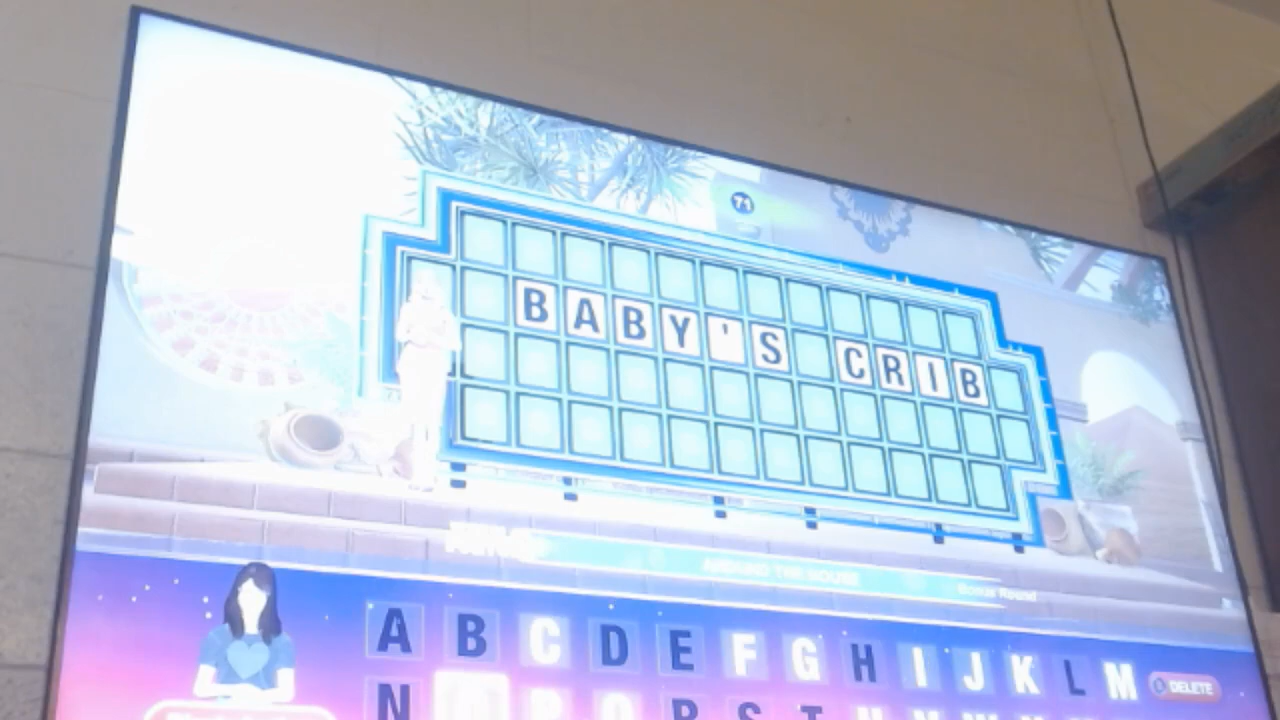 71
BABY'S CRIB
AROUND THE HOUSE
Bonus Round
A B C D E F G H I J K L M
DELETE
N